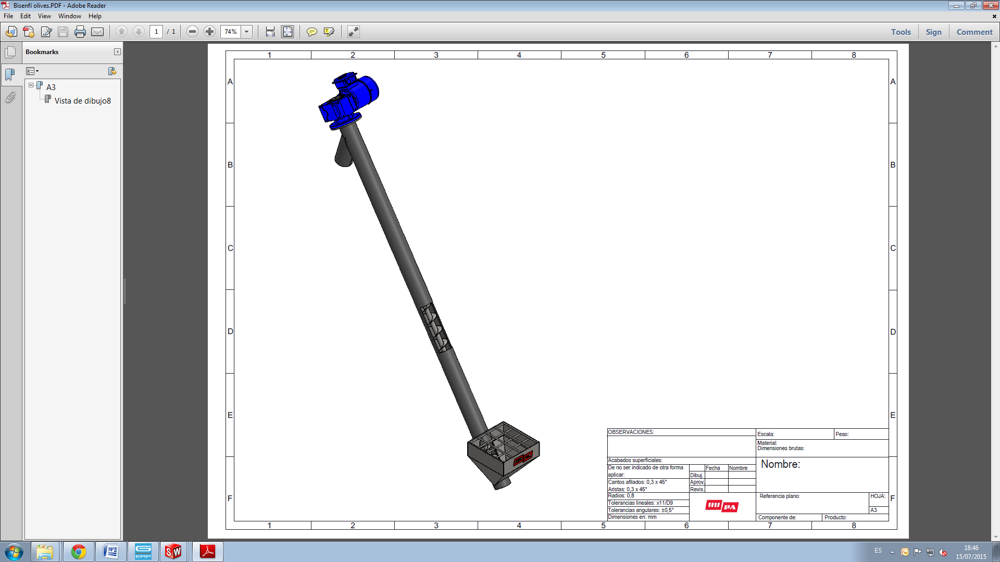 Bisenfí olives.PDF - Adobe Reader
File Edit View Window Help
1 / 1 74% Tools Sign Comment
Bookmarks
A3
Vista de dibujo8
1 2 3 4 5 6 7 8
A A
B B
C C
D D
E E
F F
OBSERVACIONES:
Escala: Peso:
Material:
Dimensiones brutas:
Acabados superficiales:
De no ser indicado de otra forma
aplicar:
Cantos afilados: 0,3 x 45°
Aristas: 0,3 x 45°
Radios: 0,8
Tolerancias lineales: x11/D9
Tolerancias angulares: ±0,5°
Dimensiones en: mm
Fecha Nombre
Dibuj.
Aprov.
Revis.
HU PA
Nombre:
Referencia plano: HOJA:
A3
Componente de: Producto:
1 2 3 4 5 6 7 8
ERP
SW
ES
18:46
15/07/2015